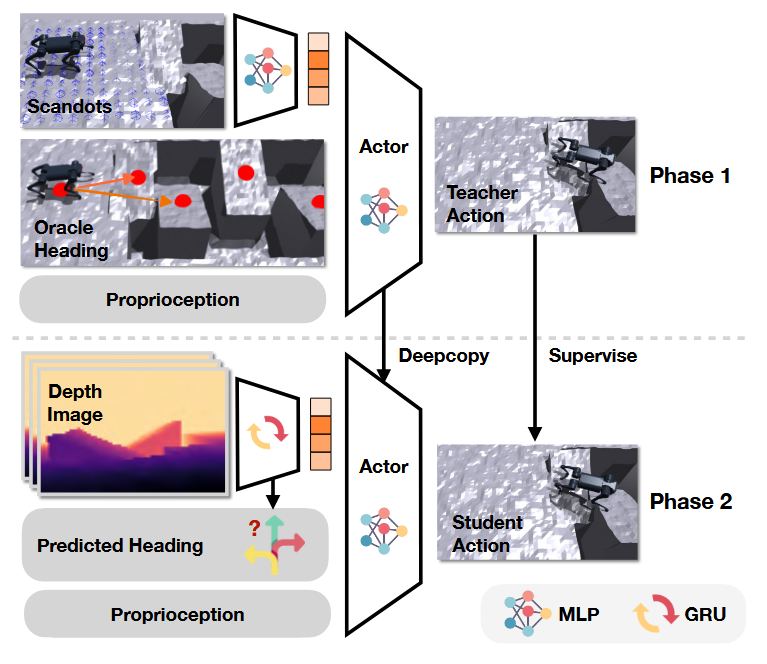 Scandots
Actor
Teacher
Action
Phase 1
Oracle
Heading
Proprioception
Deepcopy
Supervise
Depth
Image
Actor
Student
Action
Phase 2
?
Predicted Heading
Proprioception
MLP
GRU